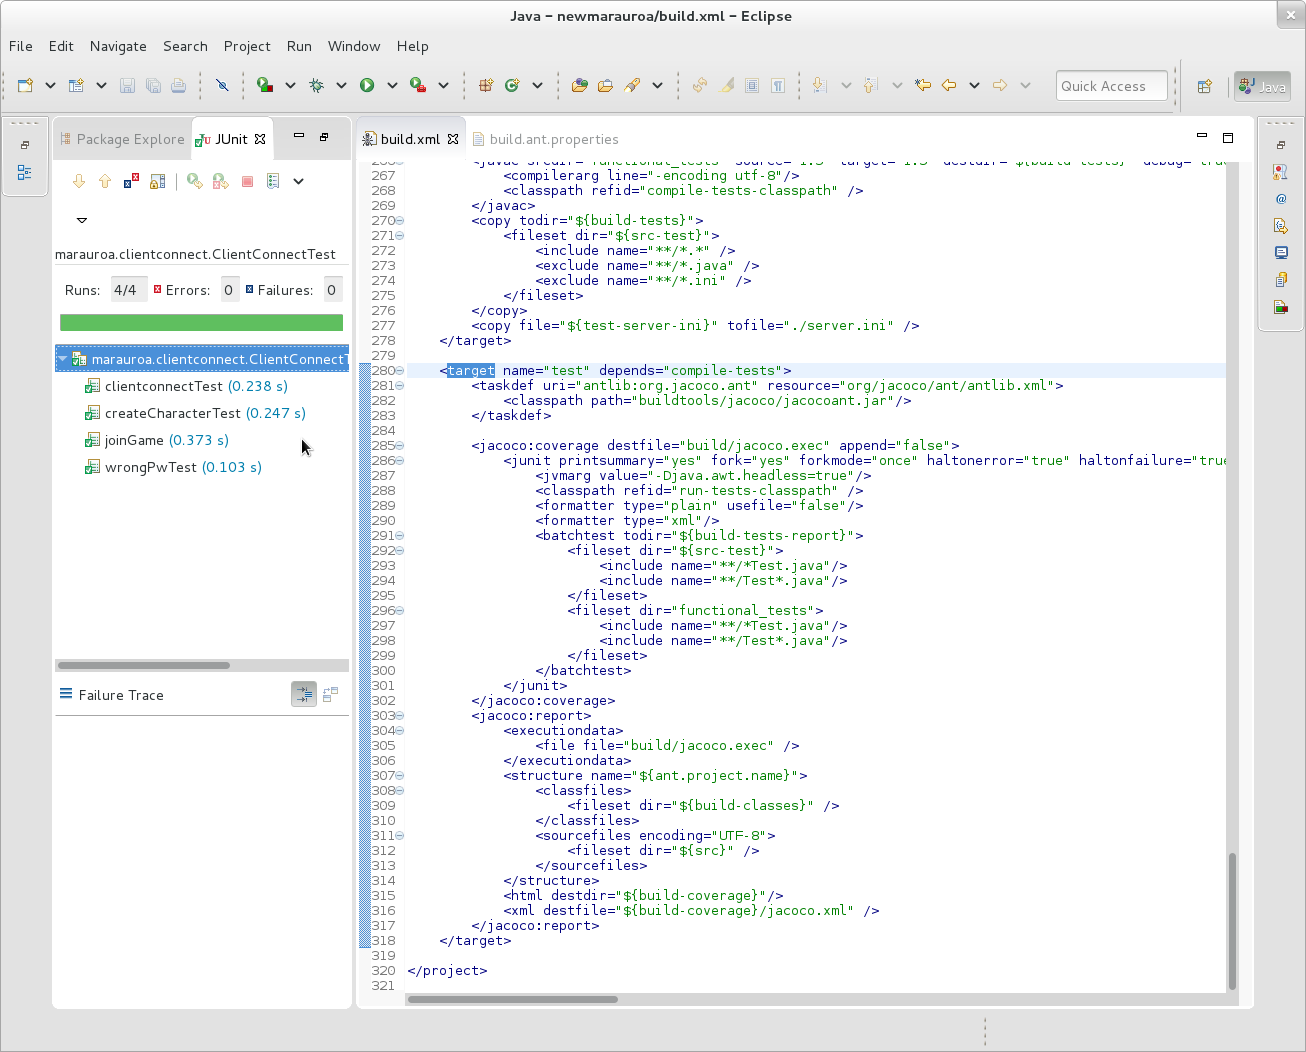 Java – newmarauroa/build.xml – Eclipse
File Edit Navigate Search Project Run Window Help
Quick Access
Java
Package Explore
JUnit
marauroa.clientconnect.ClientConnectTest
Runs: 4/4 Errors: 0 Failures: 0
marauroa.clientconnect.ClientConnectT
clientconnectTest (0.238 s)
createCharacterTest (0.247 s)
joinGame (0.373 s)
wrongPwTest (0.103 s)
Failure Trace
build.xml
build.ant.properties
267 <compilerarg line="-encoding utf-8"/>
268 <classpath refid="compile-tests-classpath" />
269 </javac>
270 <copy todir="${build-tests}">
271 <fileset dir="${src-test}">
272 <include name="**/*.*" />
273 <exclude name="**/*.java" />
274 <exclude name="**/*.ini" />
275 </fileset>
276 </copy>
277 <copy file="${test-server-ini}" tofile="./server.ini" />
278 </target>
279
280 <target name="test" depends="compile-tests">
281 <taskdef uri="antlib:org.jacoco.ant" resource="org/jacoco/ant/antlib.xml">
282 <classpath path="buildtools/jacoco/jacocoant.jar"/>
283 </taskdef>
284
285 <jacoco:coverage destfile="build/jacoco.exec" append="false">
286 <junit printsummary="yes" fork="yes" forkmode="once" haltonerror="true" haltonfailure="true
287 <jvmarg value="-Djava.awt.headless=true"/>
288 <classpath refid="run-tests-classpath" />
289 <formatter type="plain" usefile="false"/>
290 <formatter type="xml"/>
291 <batchtest todir="${build-tests-report}">
292 <fileset dir="${src-test}">
293 <include name="**/*Test.java"/>
294 <include name="**/Test*.java"/>
295 </fileset>
296 <fileset dir="functional_tests">
297 <include name="**/*Test.java"/>
298 <include name="**/Test*.java"/>
299 </fileset>
300 </batchtest>
301 </junit>
302 </jacoco:coverage>
303 <jacoco:report>
304 <executiondata>
305 <file file="build/jacoco.exec" />
306 </executiondata>
307 <structure name="${ant.project.name}">
308 <classfiles>
309 <fileset dir="${build-classes}" />
310 </classfiles>
311 <sourcefiles encoding="UTF-8">
312 <fileset dir="${src}" />
313 </sourcefiles>
314 </structure>
315 <html destdir="${build-coverage}"/>
316 <xml destfile="${build-coverage}/jacoco.xml" />
317 </jacoco:report>
318 </target>
319
320 </project>
321